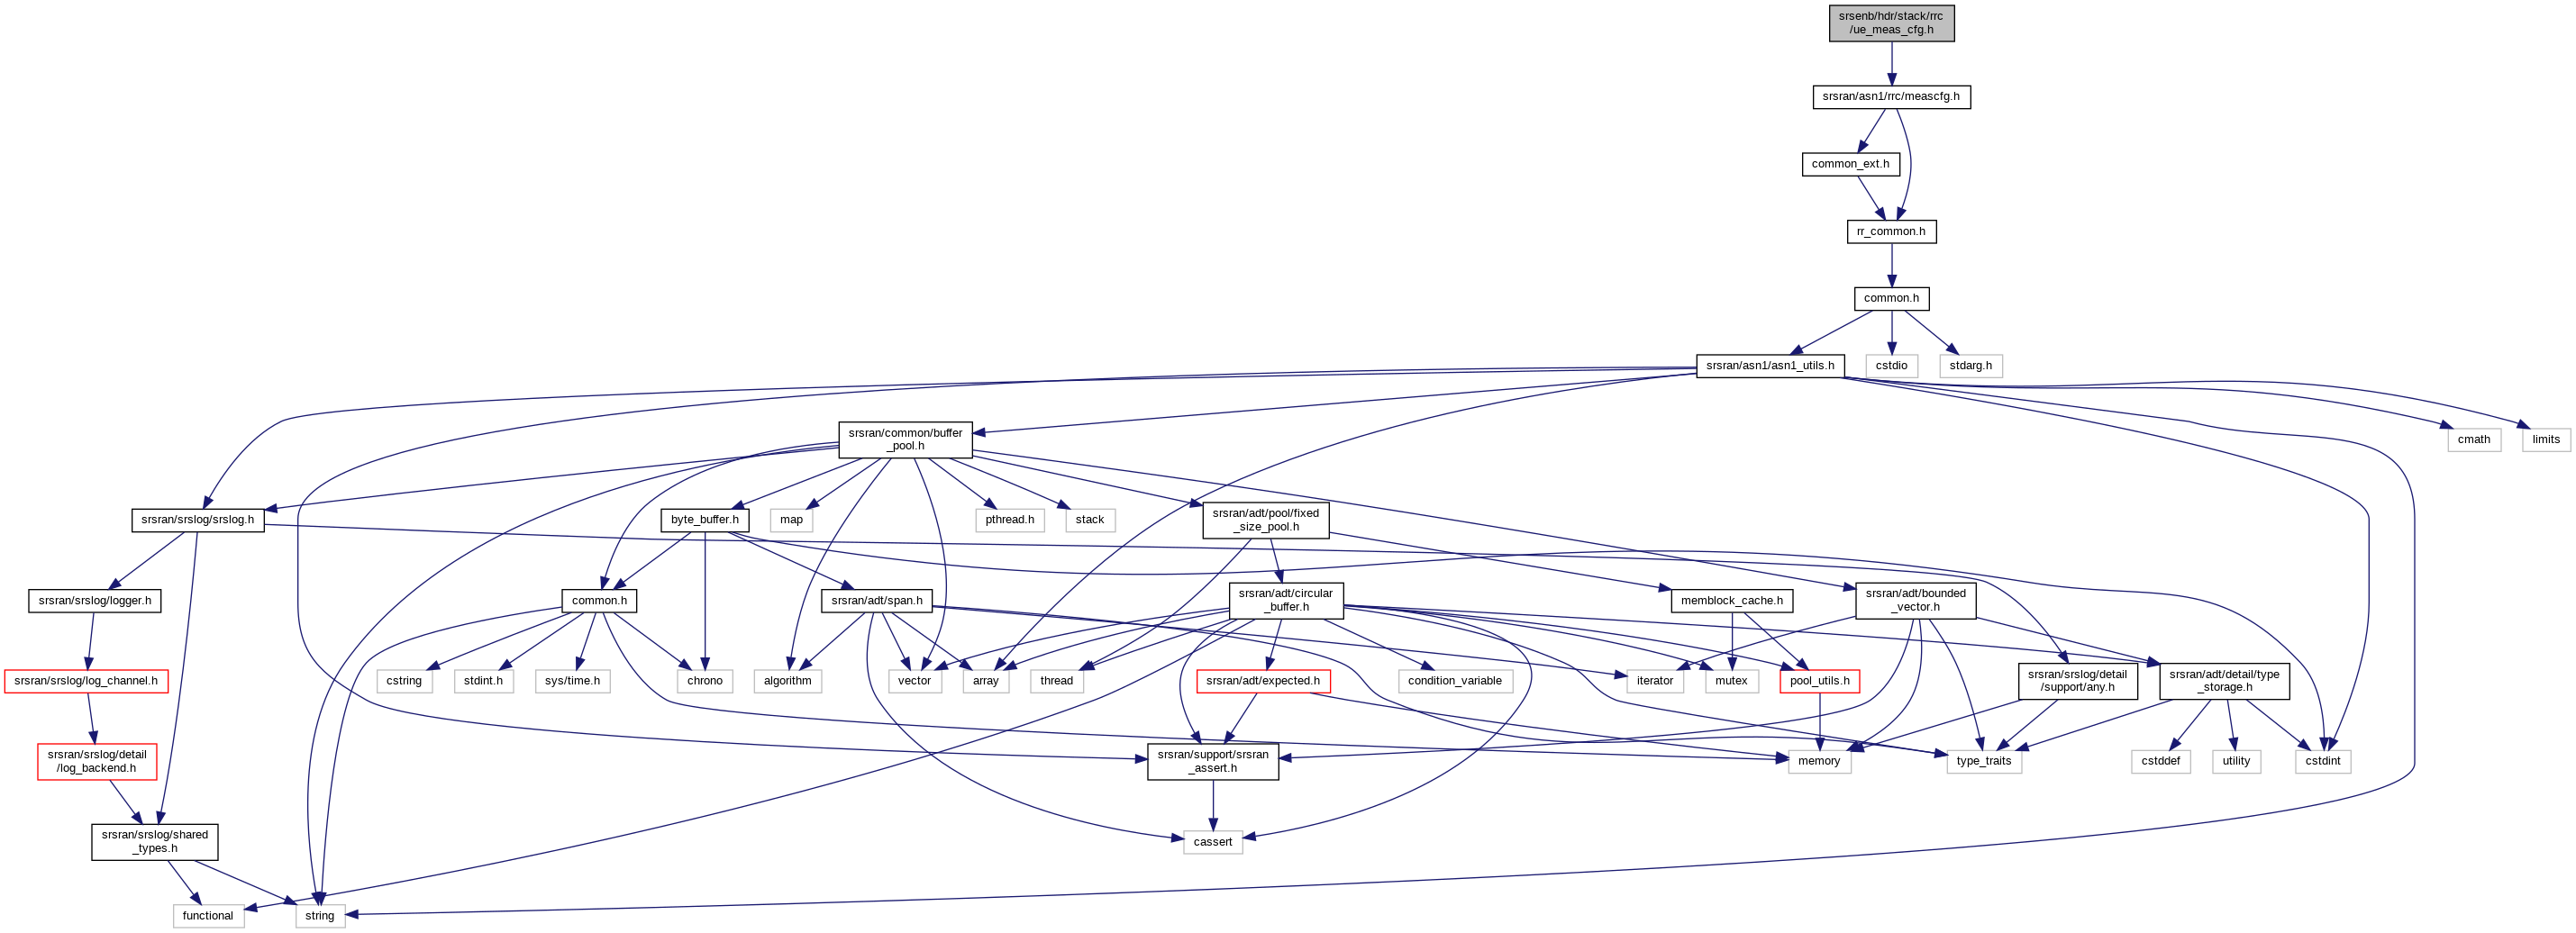 srsenb/hdr/stack/rrc
/ue_meas_cfg.h
srsran/asn1/rrc/meascfg.h
common_ext.h
rr_common.h
common.h
srsran/asn1/asn1_utils.h
cstdio
stdarg.h
srsran/common/buffer
_pool.h
cmath
limits
srsran/srslog/srslog.h
byte_buffer.h
map
pthread.h
stack
srsran/adt/pool/fixed
_size_pool.h
srsran/srslog/logger.h
common.h
srsran/adt/span.h
srsran/adt/circular
_buffer.h
memblock_cache.h
srsran/adt/bounded
_vector.h
srsran/srslog/log_channel.h
cstring
stdint.h
sys/time.h
chrono
algorithm
vector
array
thread
srsran/adt/expected.h
condition_variable
iterator
mutex
pool_utils.h
srsran/srslog/detail
/support/any.h
srsran/adt/detail/type
_storage.h
srsran/srslog/detail
/log_backend.h
srsran/support/srsran
_assert.h
memory
type_traits
cstddef
utility
cstdint
srsran/srslog/shared
_types.h
cassert
functional
string